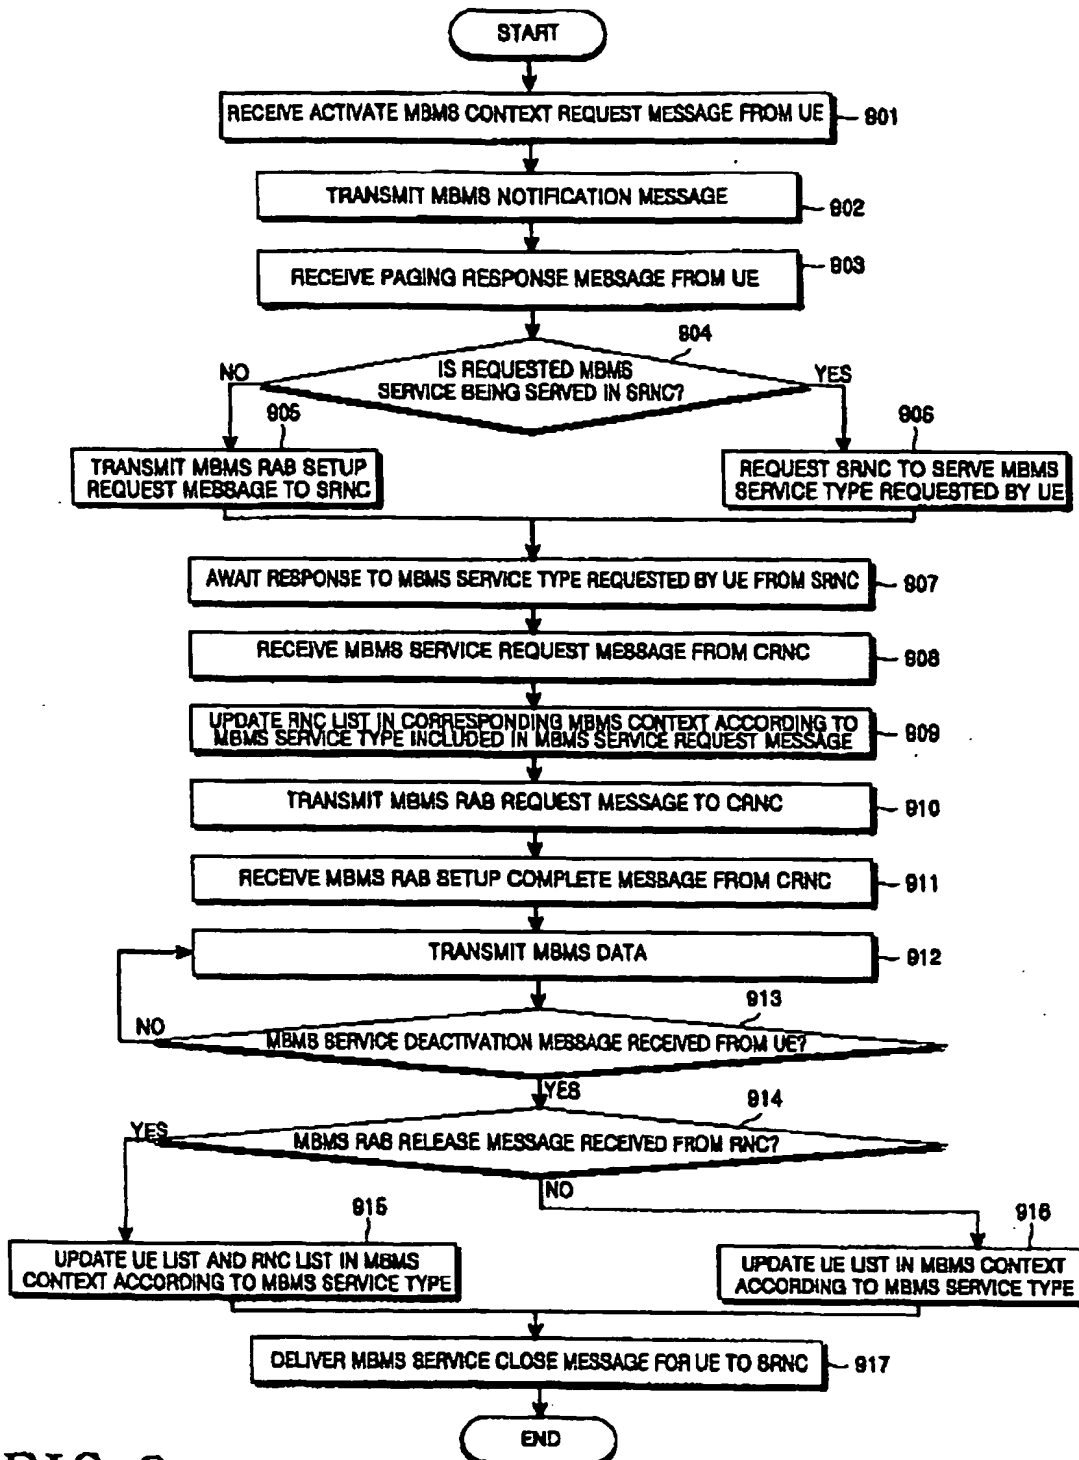 START
RECEIVE ACTIVATE MBMS CONTEXT REQUEST MESSAGE FROM UE
901
TRANSMIT MBMS NOTIFICATION MESSAGE
902
RECEIVE PAGING RESPONSE MESSAGE FROM UE
903
904
IS REQUESTED MBMS
SERVICE BEING SERVED IN SRNC?
NO
YES
905
906
TRANSMIT MBMS RAB SETUP
REQUEST MESSAGE TO SRNC
REQUEST SRNC TO SERVE MBMS
SERVICE TYPE REQUESTED BY UE
AWAIT RESPONSE TO MBMS SERVICE TYPE REQUESTED BY UE FROM SRNC
907
RECEIVE MBMS SERVICE REQUEST MESSAGE FROM CRNC
908
UPDATE RNC LIST IN CORRESPONDING MBMS CONTEXT ACCORDING TO
MBMS SERVICE TYPE INCLUDED IN MBMS SERVICE REQUEST MESSAGE
909
TRANSMIT MBMS RAB REQUEST MESSAGE TO CRNC
910
RECEIVE MBMS RAB SETUP COMPLETE MESSAGE FROM CRNC
911
TRANSMIT MBMS DATA
912
913
NO
MBMS SERVICE DEACTIVATION MESSAGE RECEIVED FROM UE?
YES
914
YES
MBMS RAB RELEASE MESSAGE RECEIVED FROM RNC?
NO
915
916
UPDATE UE LIST AND RNC LIST IN MBMS
CONTEXT ACCORDING TO MBMS SERVICE TYPE
UPDATE UE LIST IN MBMS CONTEXT
ACCORDING TO MBMS SERVICE TYPE
DELIVER MBMS SERVICE CLOSE MESSAGE FOR UE TO SRNC
917
END